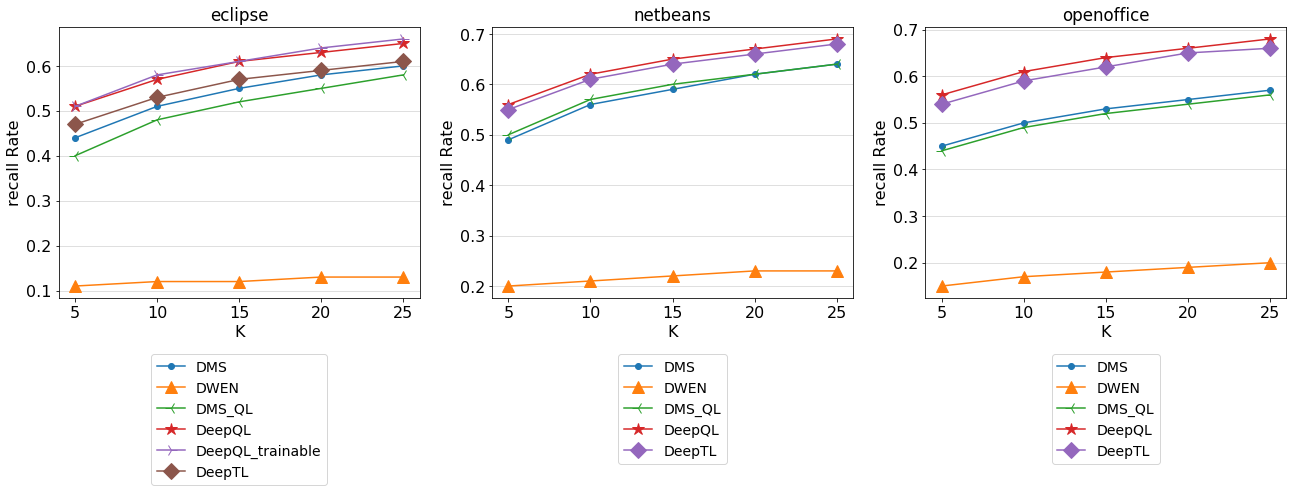 eclipse
recall Rate
0.6
0.5
0.4
0.3
0.2
0.1
5 10 15 20 25
K
DMS
DWEN
DMS_QL
DeepQL
DeepQL_trainable
DeepTL
netbeans
recall Rate
0.7
0.6
0.5
0.4
0.3
0.2
5 10 15 20 25
K
DMS
DWEN
DMS_QL
DeepQL
DeepTL
openoffice
recall Rate
0.7
0.6
0.5
0.4
0.3
0.2
5 10 15 20 25
K
DMS
DWEN
DMS_QL
DeepQL
DeepTL